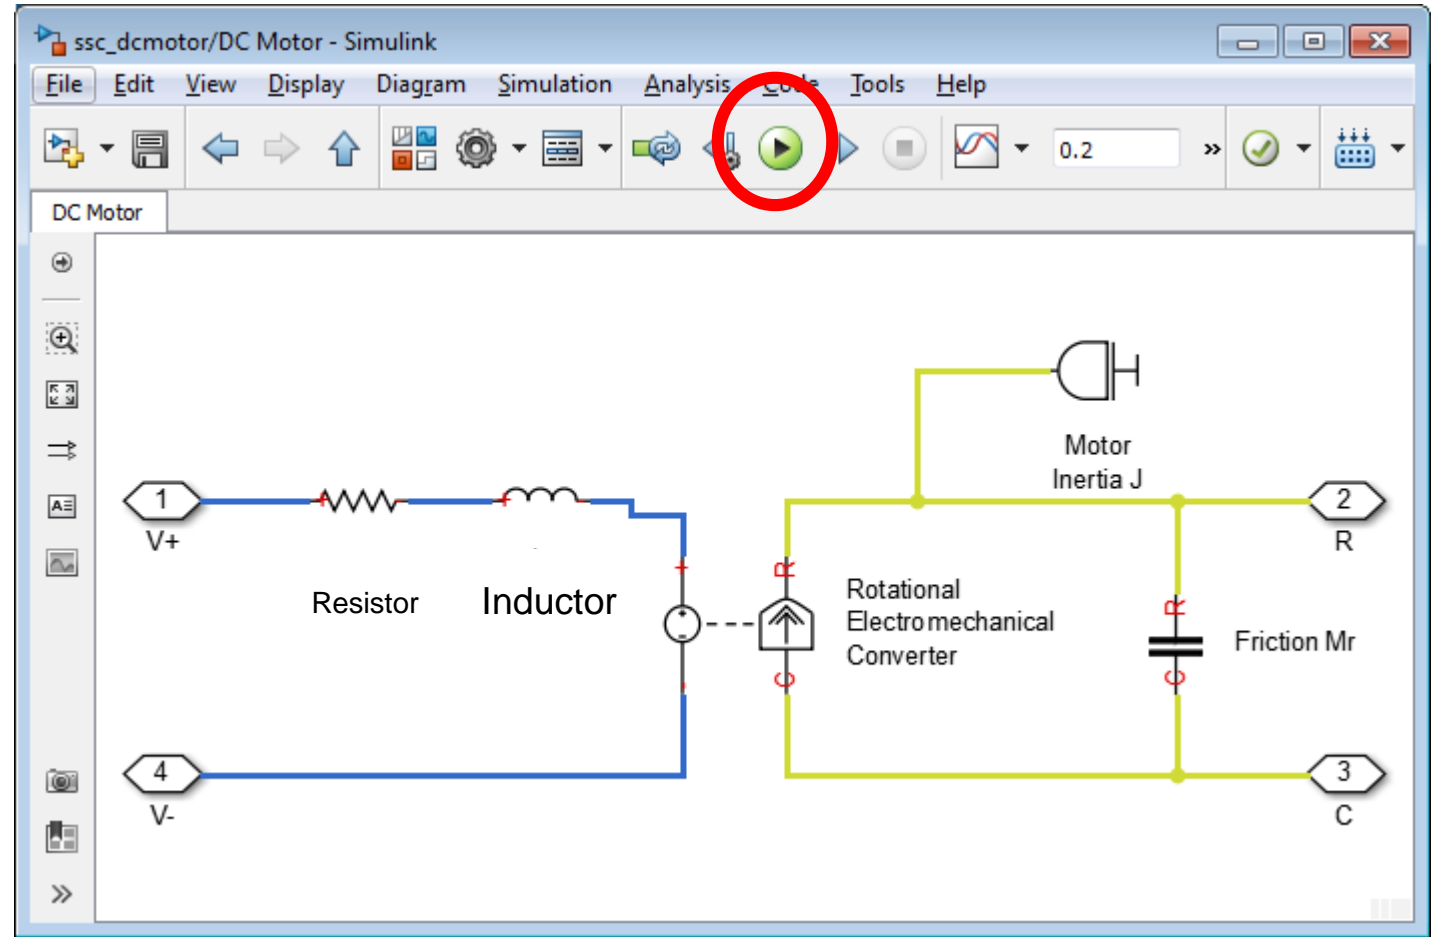 ssc_dcmotor/DC Motor - Simulink
File Edit View Display Diagram Simulation Analysis Code Tools Help
0.2
DC Motor
Motor
Inertia J
1
V+
2
R
Resistor
Inductor
+
-
+
-
+
-
+
-
R
C
Rotational
Electromechanical
Converter
R
C
Friction Mr
4
V-
3
C